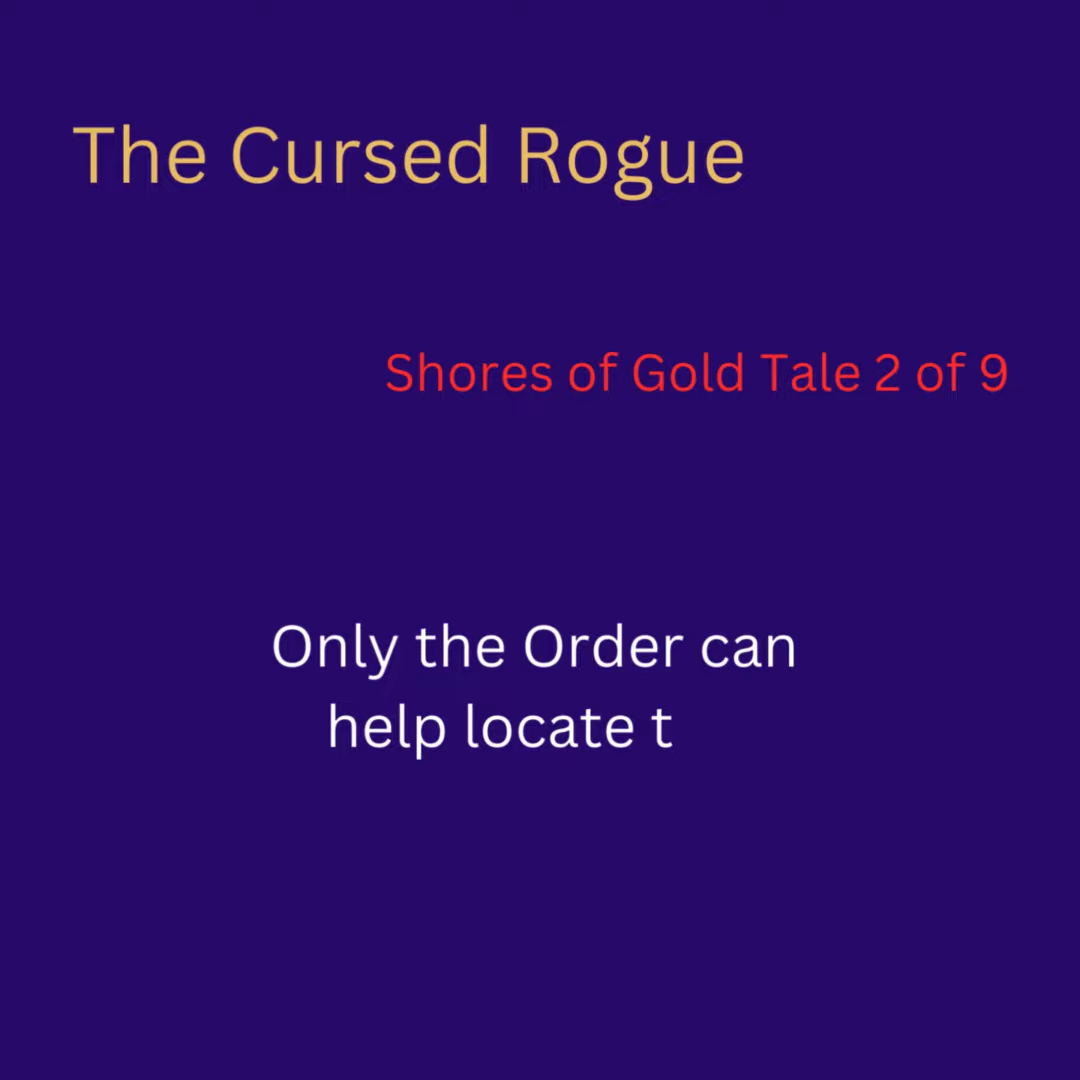 The Cursed Rogue
Shores of Gold Tale 2 of 9
Only the Order can
help locate t